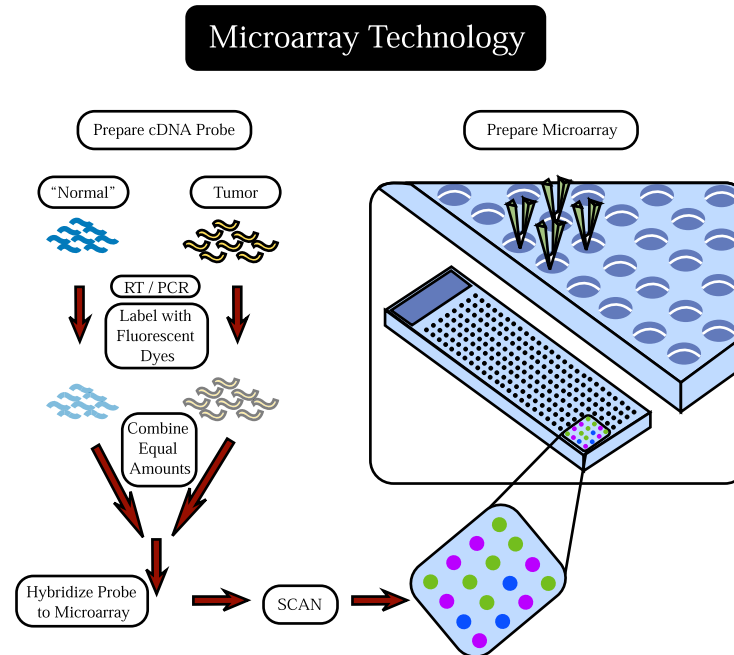 Microarray Technology
Prepare cDNA Probe
Prepare Microarray
“Normal”
Tumor
RT / PCR
Label with
Fluorescent
Dyes
Combine
Equal
Amounts
Hybridize Probe
to Microarray
SCAN